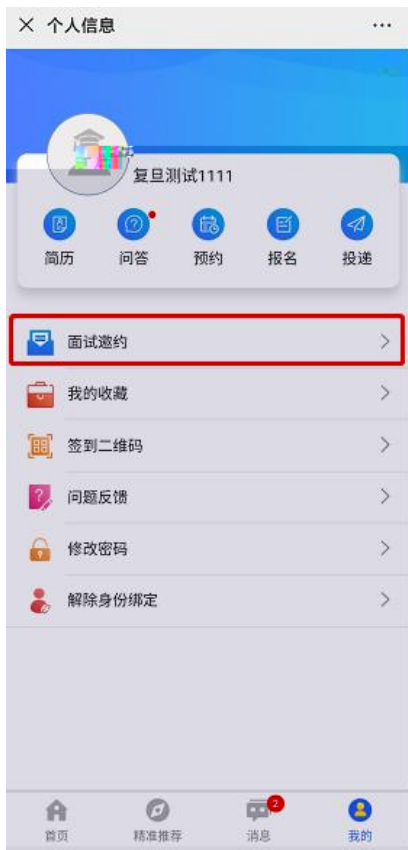 个人信息
复旦测试1111
简历 问答 预约 报名 投递
面试邀约
我的收藏
签到二维码
问题反馈
修改密码
解除身份绑定
2
首页 精准推荐 消息 我的